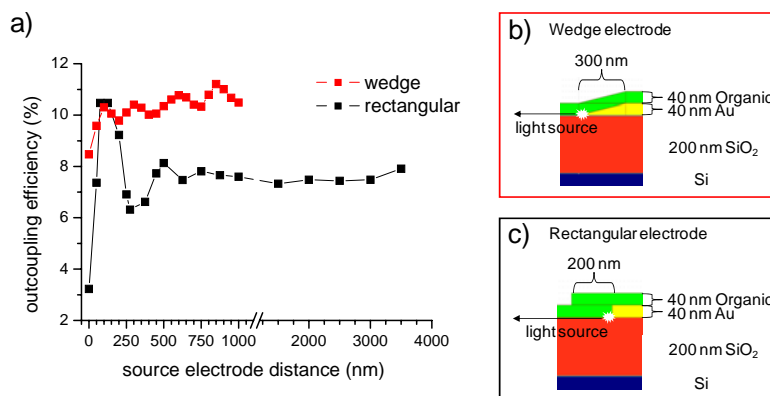 a)
outcoupling efficiency (%)
12
10
8
6
4
2
wedge
rectangular
0 250 500 750 1000 2000 3000 4000
source electrode distance (nm)
b) Wedge electrode
300 nm
40 nm Organic
40 nm Au
light source
200 nm SiO₂
Si
c) Rectangular electrode
200 nm
40 nm Organic
40 nm Au
light source
200 nm SiO₂
Si